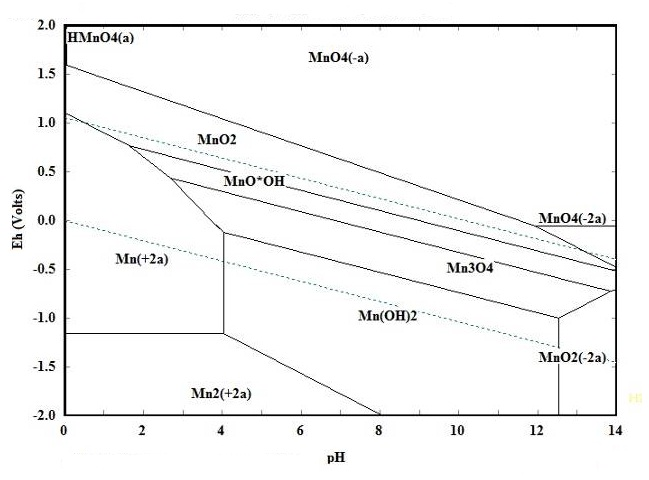 2.0
HMnO4(a)
MnO4(-a)
1.5
1.0
MnO2
0.5
MnO*OH
0.0
MnO4(-2a)
Eh (Volts)
Mn(+2a)
Mn3O4
-0.5
-1.0
Mn(OH)2
MnO2(-2a)
-1.5
Mn2(+2a)
-2.0
0 2 4 6 8 10 12 14
pH